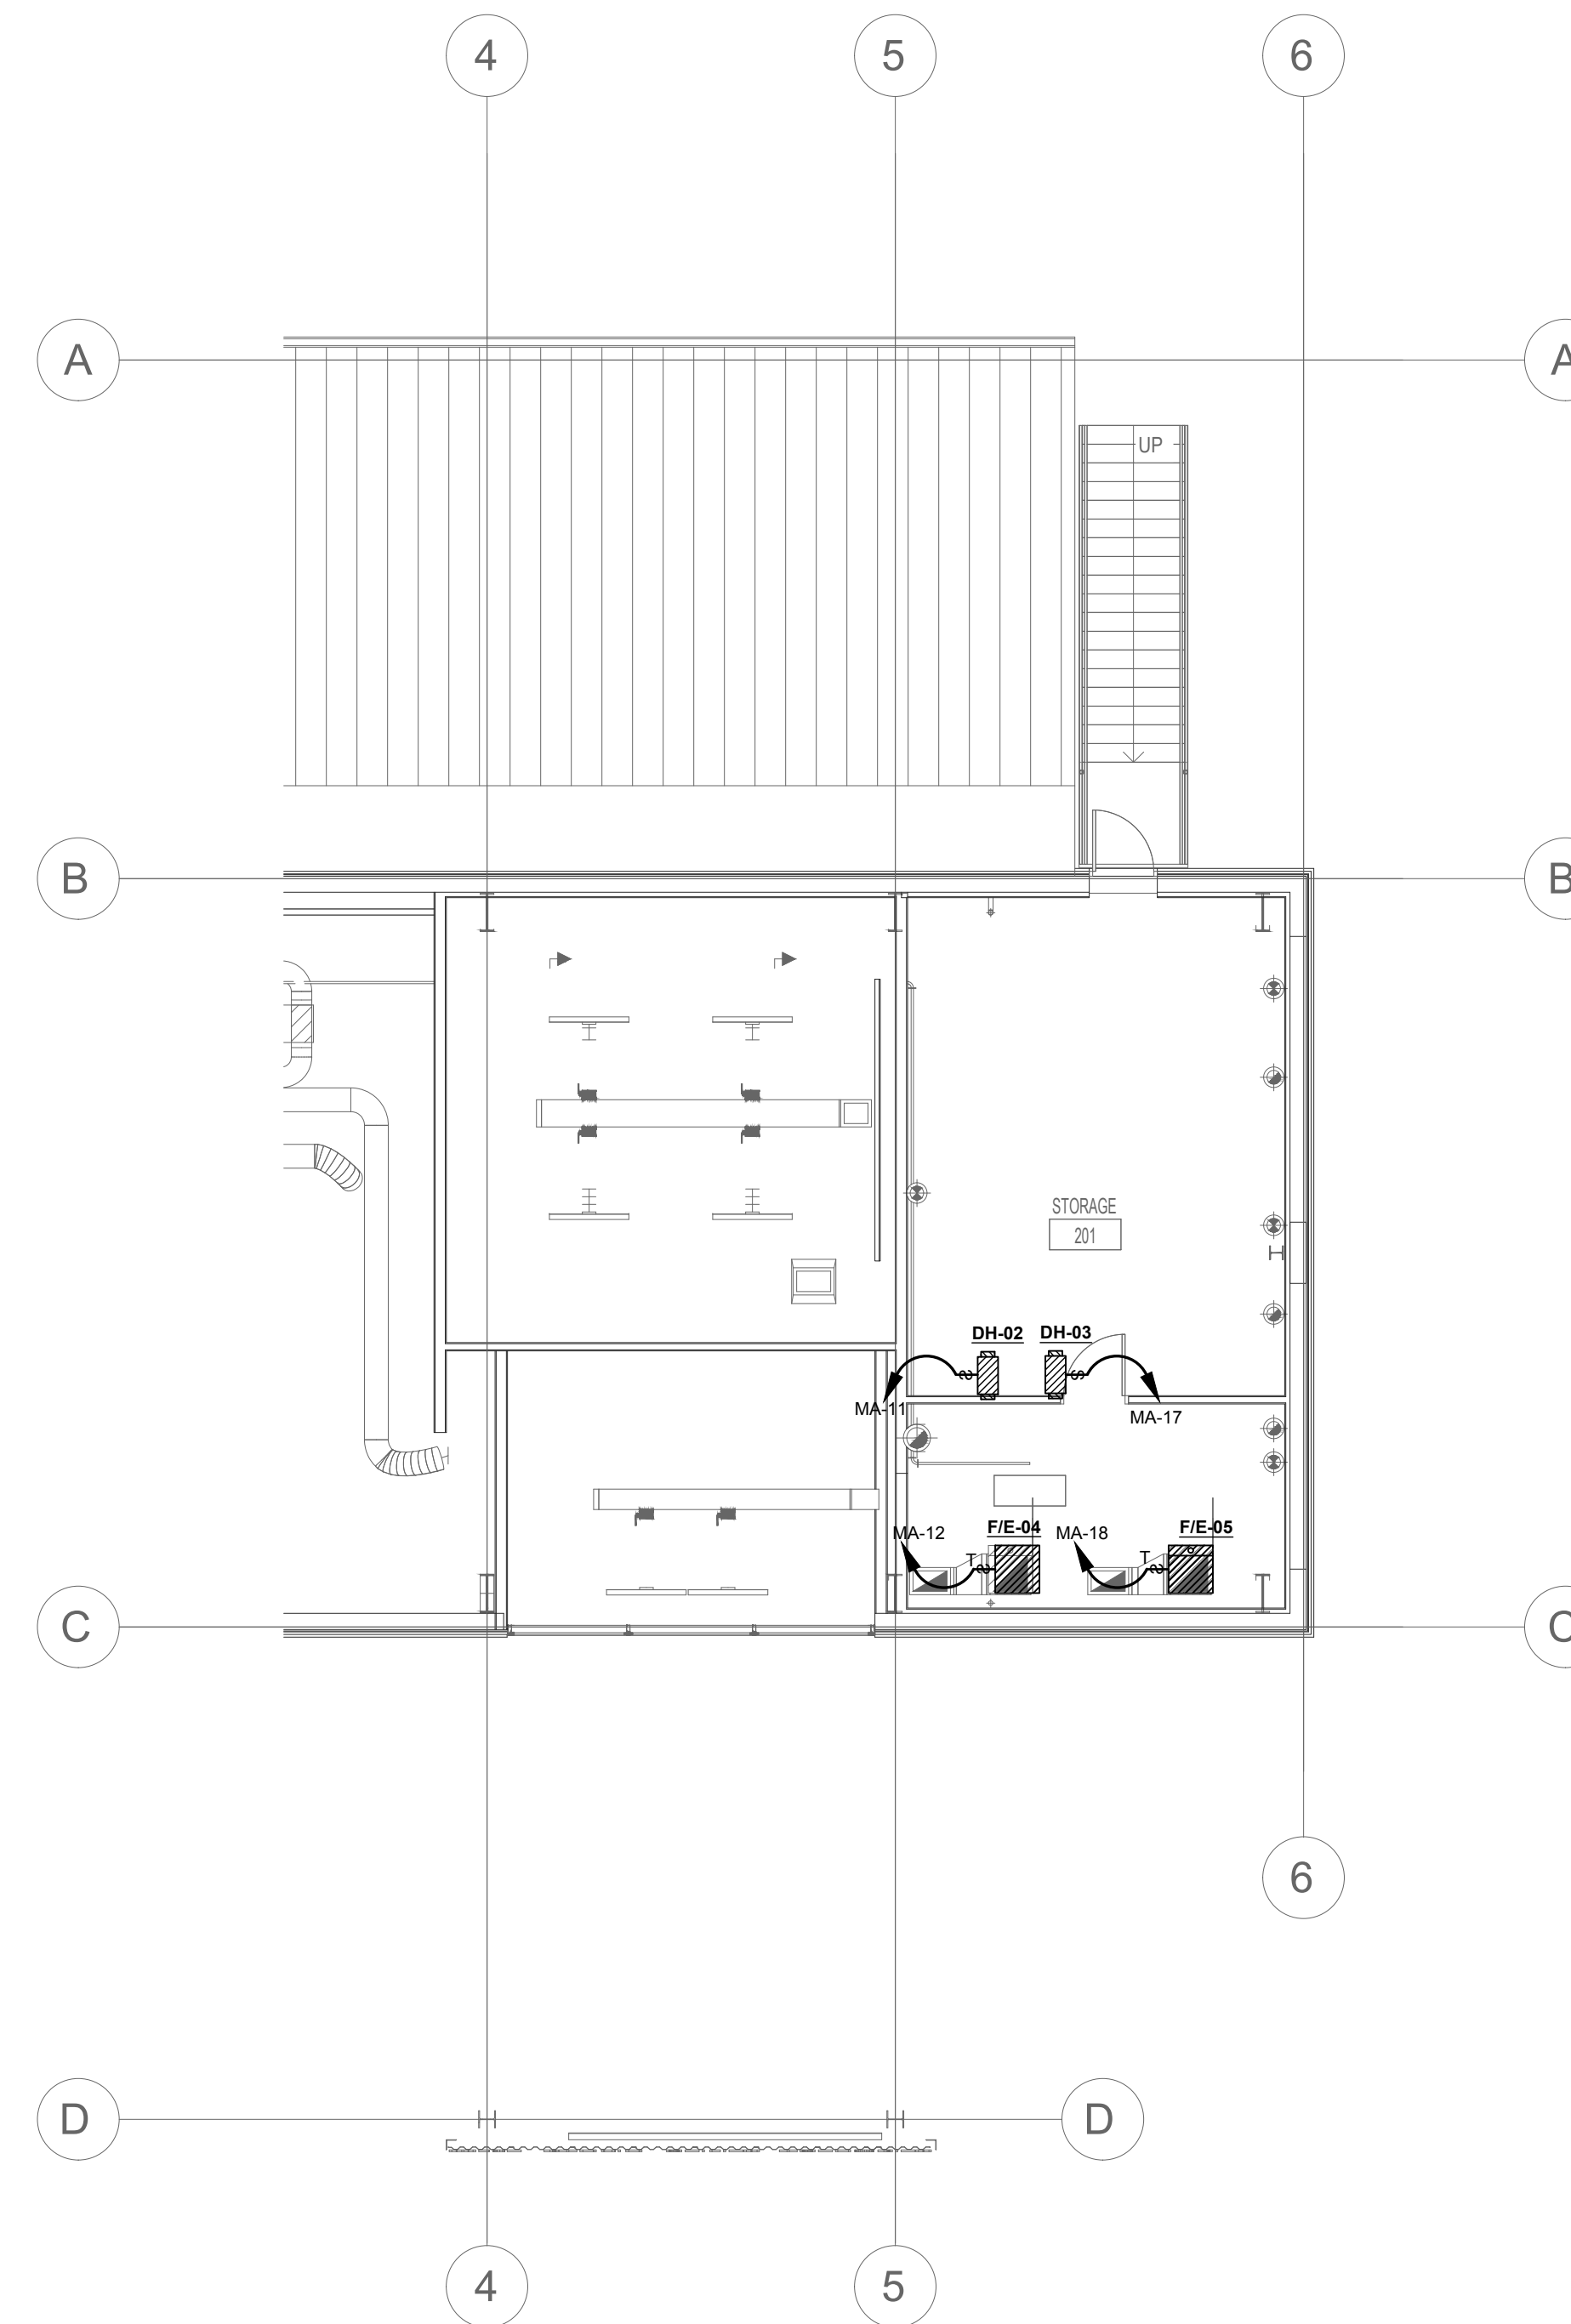 4 5 6
A A
UP
B B
STORAGE
201
DH-02 DH-03
S S
MA-11 MA-17
MA-12 F/E-04 MA-18 F/E-05
T T
S S
C C
6
D D
4 5